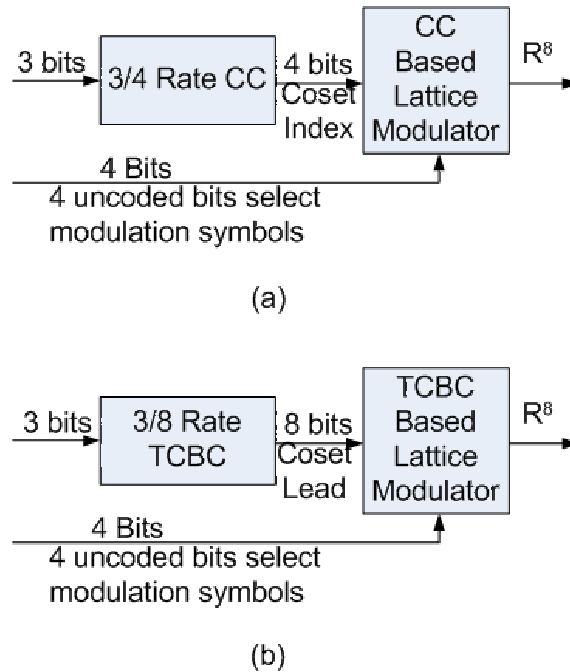 3 bits
3/4 Rate CC
4 bits
Coset
Index
CC
Based
Lattice
Modulator
R⁸
4 Bits
4 uncoded bits select
modulation symbols
(a)
3 bits
3/8 Rate
TCBC
8 bits
Coset
Lead
TCBC
Based
Lattice
Modulator
R⁸
4 Bits
4 uncoded bits select
modulation symbols
(b)